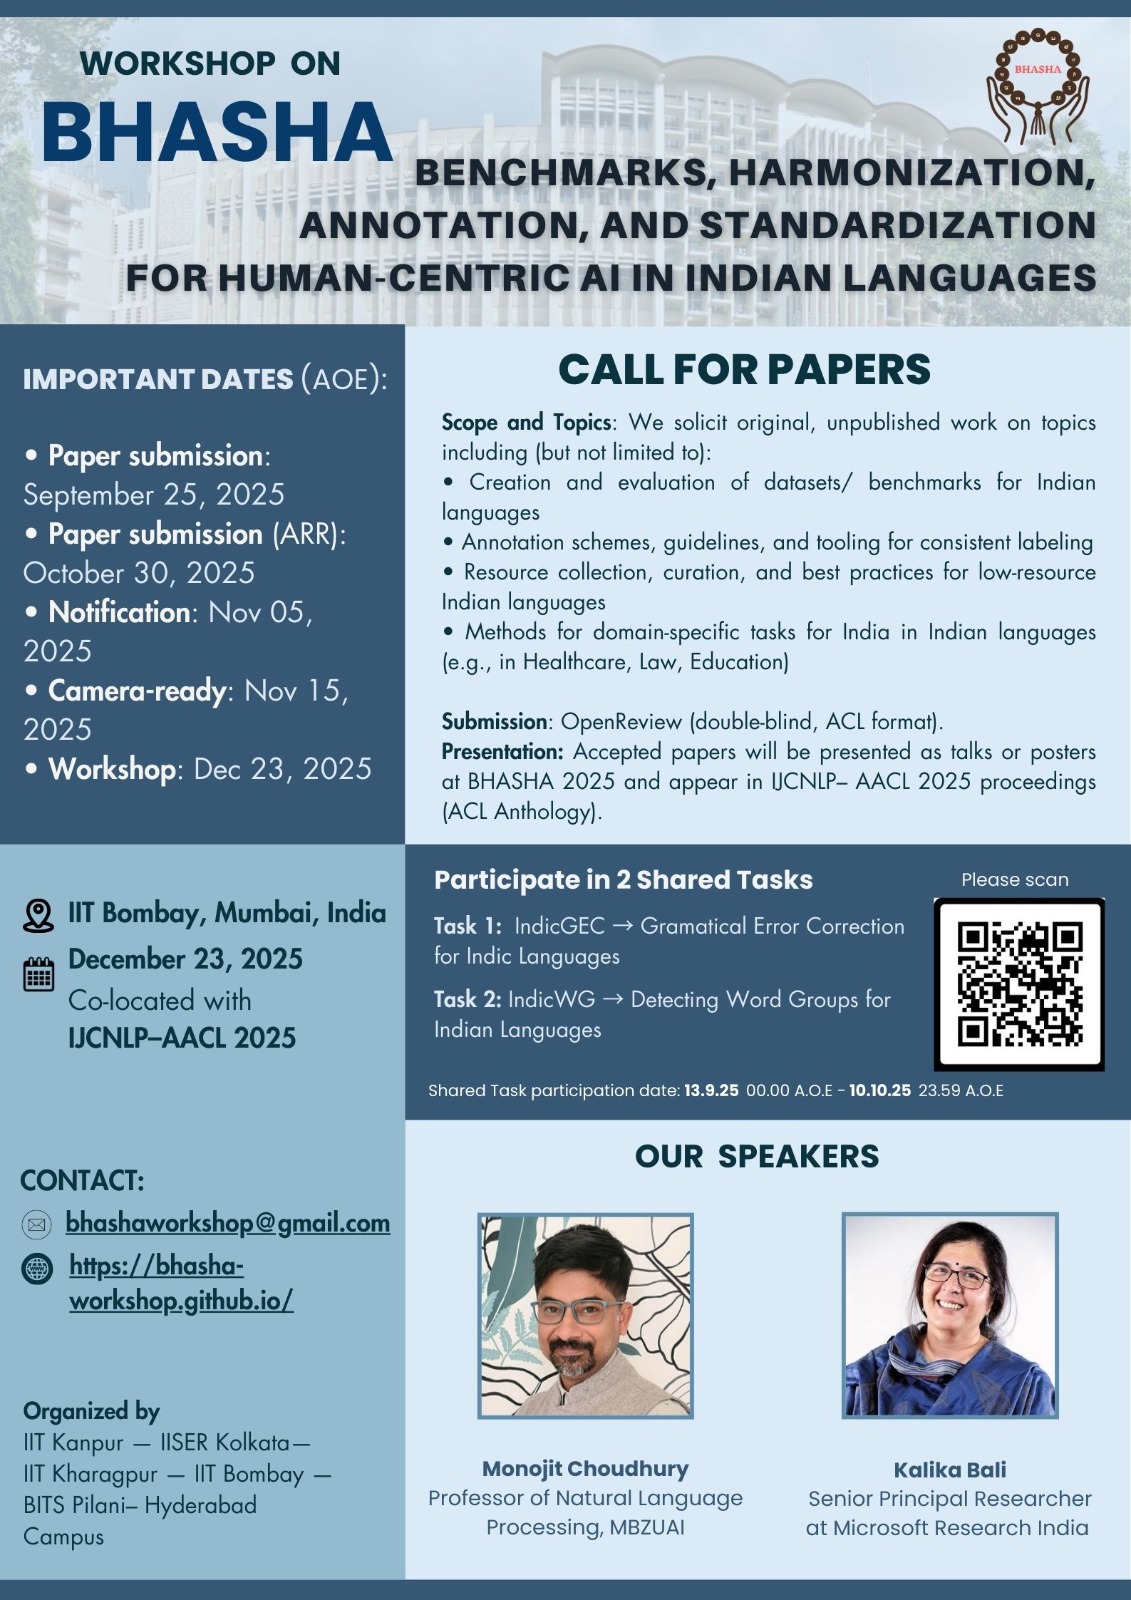 WORKSHOP ON
BHASHA
BHASHA
BENCHMARKS, HARMONIZATION,
ANNOTATION, AND STANDARDIZATION
FOR HUMAN-CENTRIC AI IN INDIAN LANGUAGES
IMPORTANT DATES (AOE):
• Paper submission:
September 25, 2025
• Paper submission (ARR):
October 30, 2025
• Notification: Nov 05,
2025
• Camera-ready: Nov 15,
2025
• Workshop: Dec 23, 2025
CALL FOR PAPERS
Scope and Topics: We solicit original, unpublished work on topics
including (but not limited to):
• Creation and evaluation of datasets/ benchmarks for Indian
languages
• Annotation schemes, guidelines, and tooling for consistent labeling
• Resource collection, curation, and best practices for low-resource
Indian languages
• Methods for domain-specific tasks for India in Indian languages
(e.g., in Healthcare, Law, Education)
Submission: OpenReview (double-blind, ACL format).
Presentation: Accepted papers will be presented as talks or posters
at BHASHA 2025 and appear in IJCNLP– AACL 2025 proceedings
(ACL Anthology).
IIT Bombay, Mumbai, India
December 23, 2025
Co-located with
IJCNLP–AACL 2025
Participate in 2 Shared Tasks
Task 1: IndicGEC → Gramatical Error Correction
for Indic Languages
Task 2: IndicWG → Detecting Word Groups for
Indian Languages
Please scan
Shared Task participation date: 13.9.25 00.00 A.O.E - 10.10.25 23.59 A.O.E
CONTACT:
bhashaworkshop@gmail.com
https://bhasha-
workshop.github.io/
Organized by
IIT Kanpur — IISER Kolkata—
IIT Kharagpur — IIT Bombay —
BITS Pilani– Hyderabad
Campus
OUR SPEAKERS
Monojit Choudhury
Professor of Natural Language
Processing, MBZUAI
Kalika Bali
Senior Principal Researcher
at Microsoft Research India